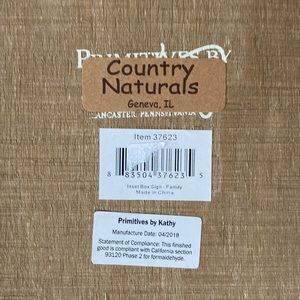 PRIMITIVES BY
Country
Naturals
Geneva, IL
LANCASTER, PENNSYLVANIA
Item 37623
8 83504 37623 5
Inset Box Sign - Family
Made in China
Primitives by Kathy
Manufacture Date: 04/2018
Statement of Compliance: This finished
good is compliant with California section
93120 Phase 2 for formaldehyde.